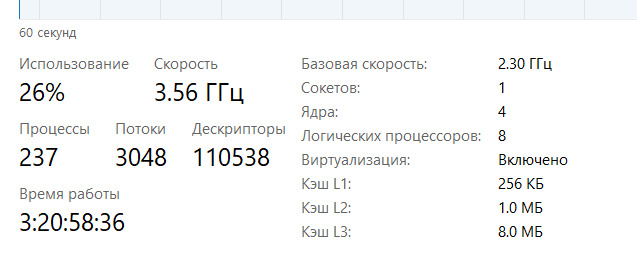 60 секунд
Использование Скорость
26% 3.56 ГГц
Процессы Потоки Дескрипторы
237 3048 110538
Время работы
3:20:58:36
Базовая скорость: 2.30 ГГц
Сокетов: 1
Ядра: 4
Логических процессоров: 8
Виртуализация: Включено
Кэш L1: 256 КБ
Кэш L2: 1.0 МБ
Кэш L3: 8.0 МБ